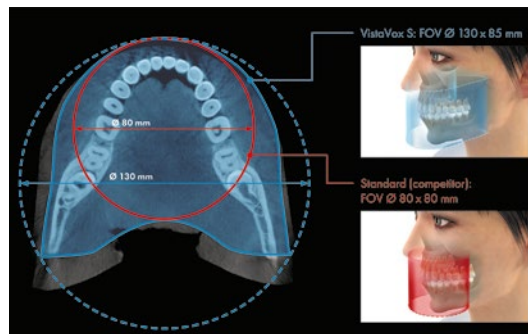 VistaVox S: FOV Ø 130 x 85 mm
Ø 80 mm
Ø 130 mm
Standard (competitor):
FOV Ø 80 x 80 mm